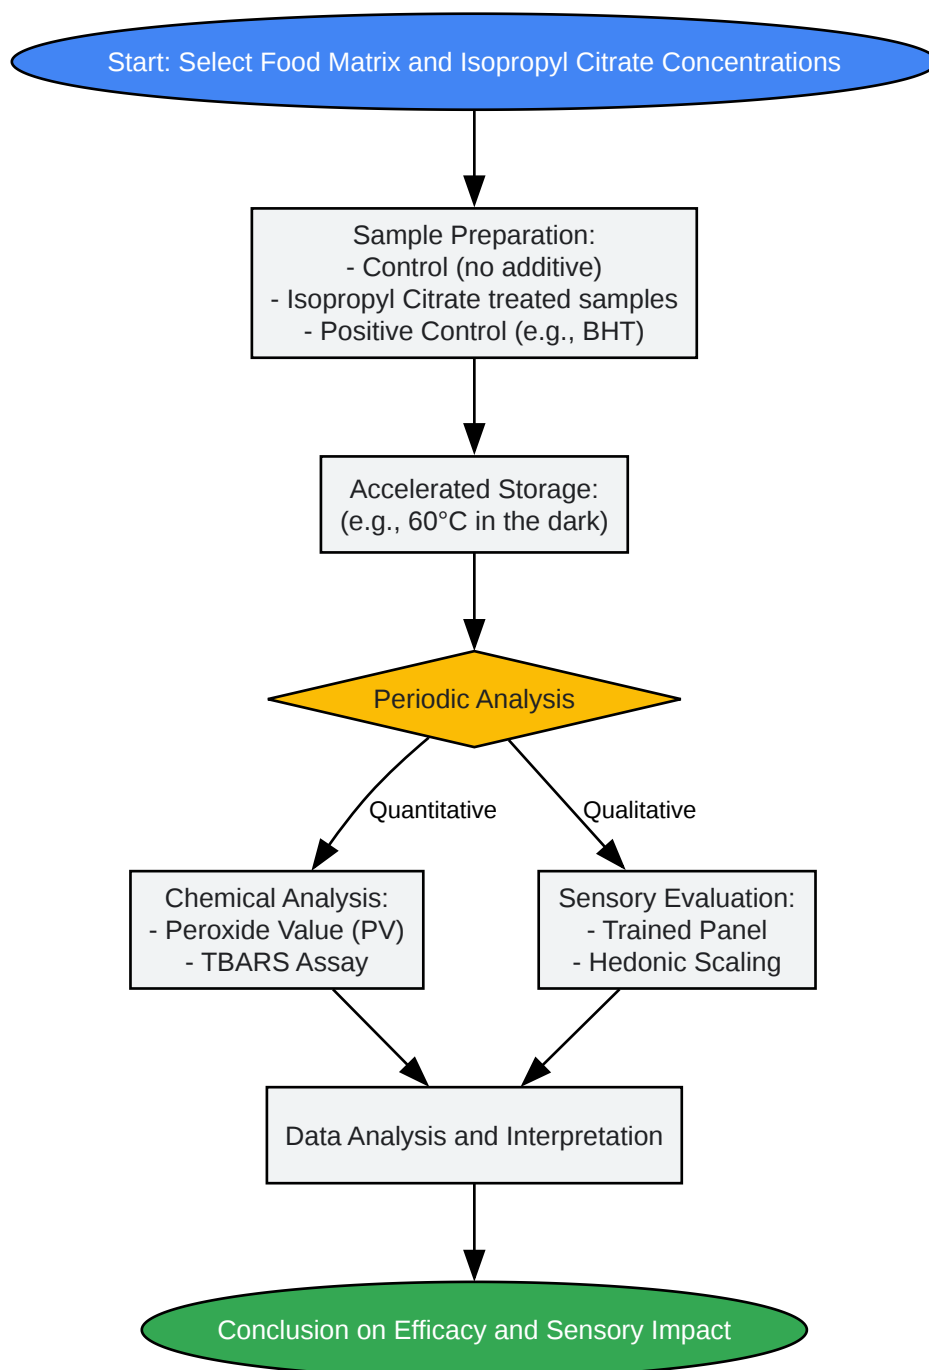 Start: Select Food Matrix and Isopropyl Citrate Concentrations
Sample Preparation:
- Control (no additive)
- Isopropyl Citrate treated samples
- Positive Control (e.g., BHT)
Accelerated Storage:
(e.g., 60°C in the dark)
Periodic Analysis
Quantitative
Qualitative
Chemical Analysis:
- Peroxide Value (PV)
- TBARS Assay
Sensory Evaluation:
- Trained Panel
- Hedonic Scaling
Data Analysis and Interpretation
Conclusion on Efficacy and Sensory Impact